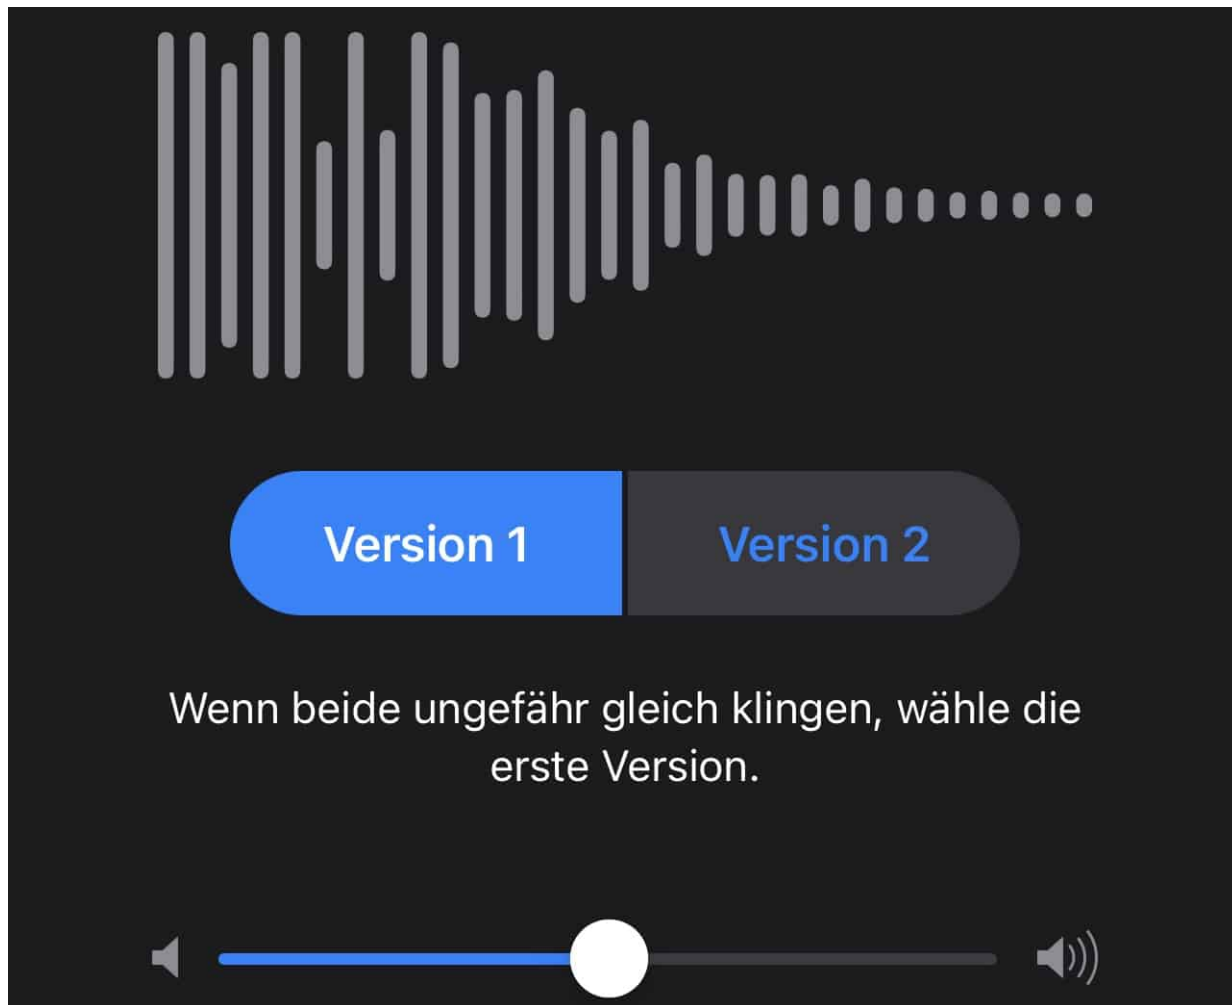 Version 1
Version 2
Wenn beide ungefähr gleich klingen, wähle die
erste Version.